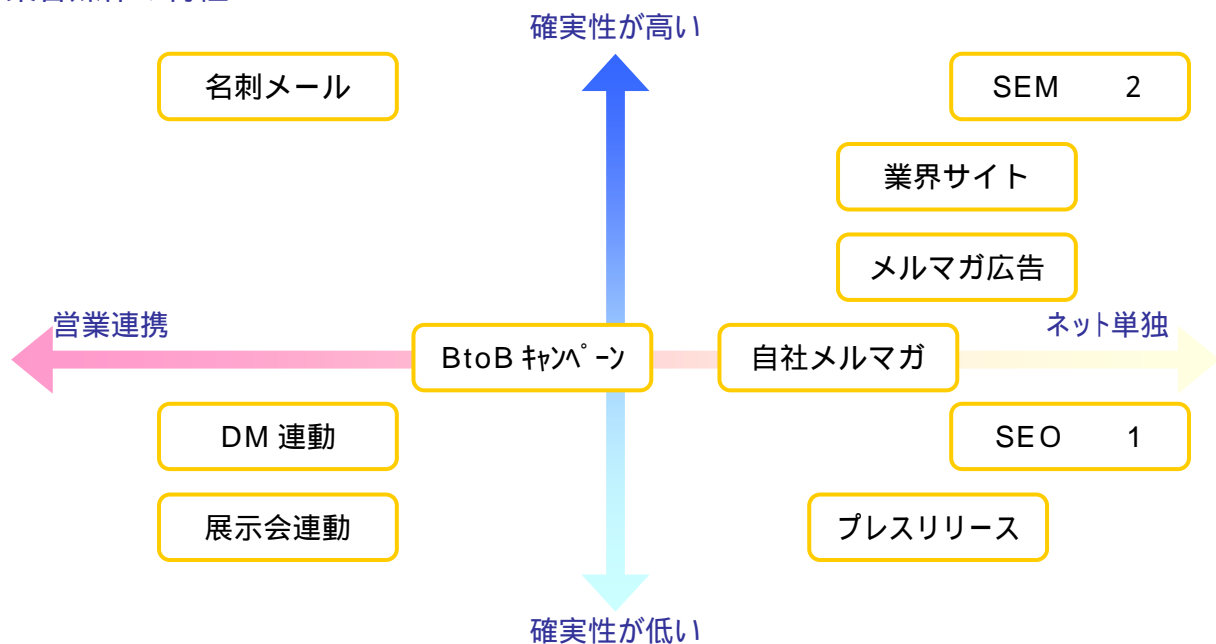 確実性が高い
名刺メール
SEM 2
業界サイト
メルマガ広告
営業連携
ネット単独
BtoB ｷｬﾝﾍﾟｰﾝ
自社メルマガ
DM 連動
SEO 1
展示会連動
プレスリリース
確実性が低い